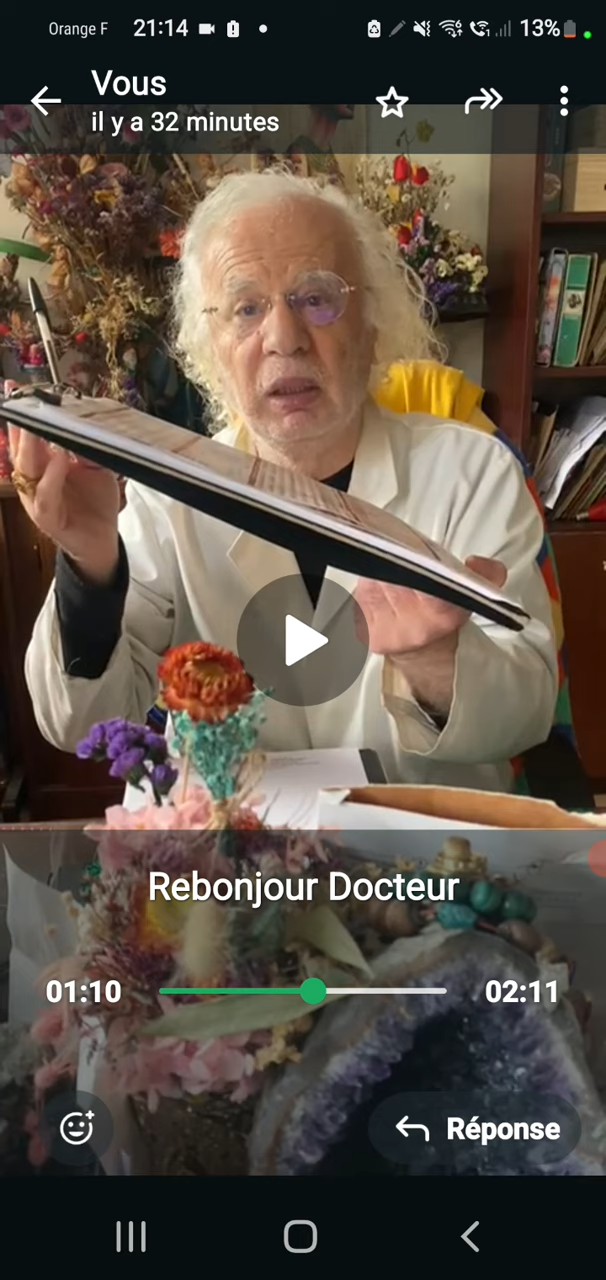 Orange F 21:14 13%
Vous
il y a 32 minutes
Rebonjour Docteur
01:10 02:11
Réponse